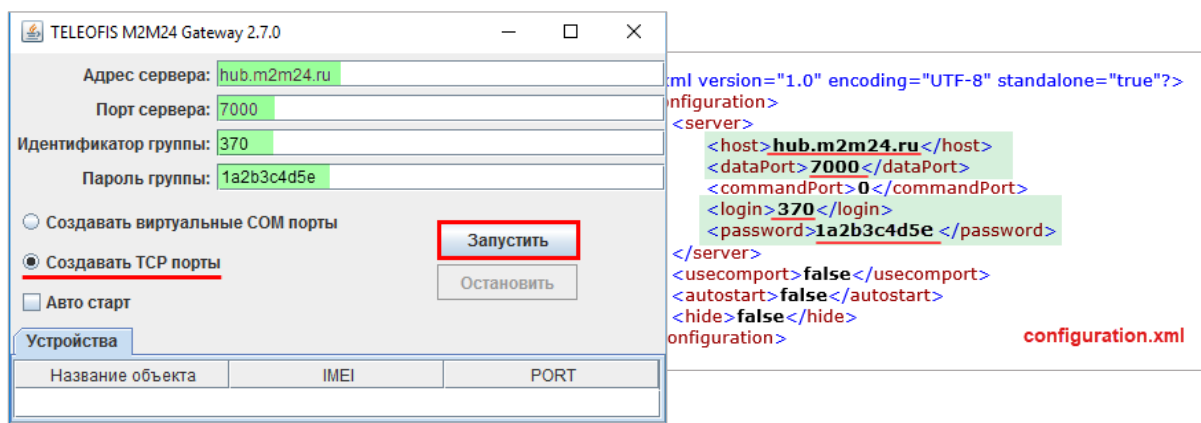 TELEOFIS M2M24 Gateway 2.7.0
Адрес сервера: hub.m2m24.ru
Порт сервера: 7000
Идентификатор группы: 370
Пароль группы: 1a2b3c4d5e
Создавать виртуальные COM порты
Создавать TCP порты
Авто старт
Запустить
Остановить
Устройства
Название объекта IMEI PORT
xml version="1.0" encoding="UTF-8" standalone="true"?>
onfiguration>
<server>
<host>hub.m2m24.ru</host>
<dataPort>7000</dataPort>
<commandPort>0</commandPort>
<login>370</login>
<password>1a2b3c4d5e </password>
</server>
<usecomport>false</usecomport>
<autostart>false</autostart>
<hide>false</hide>
onfiguration>
configuration.xml